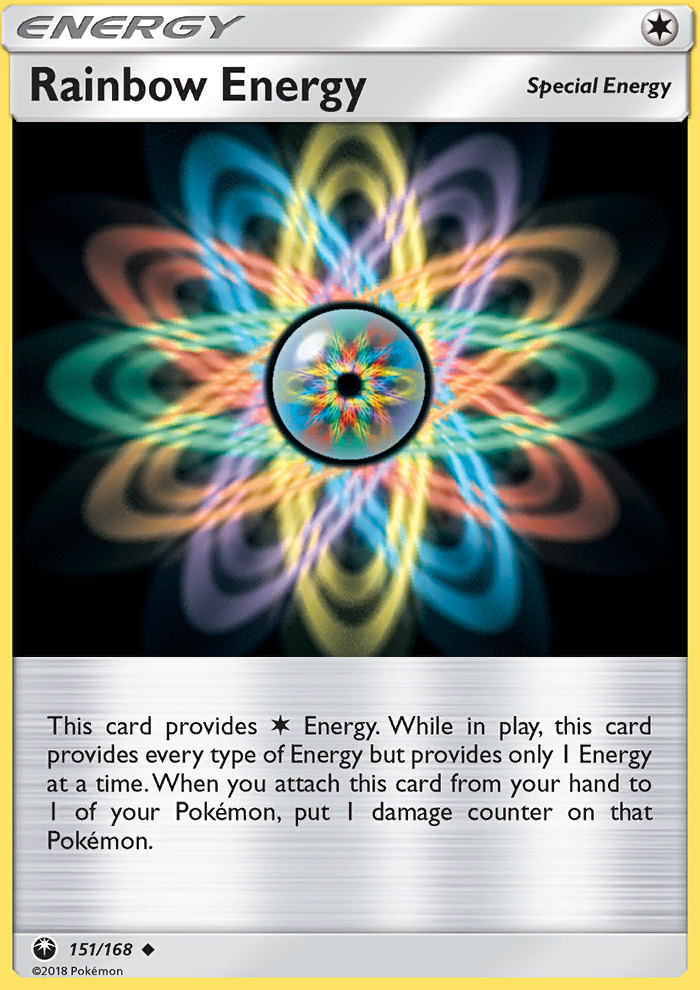 ENERGY
Rainbow Energy
Special Energy
This card provides ✶ Energy. While in play, this card
provides every type of Energy but provides only 1 Energy
at a time. When you attach this card from your hand to
1 of your Pokémon, put 1 damage counter on that
Pokémon.
151/168 ◆
©2018 Pokémon